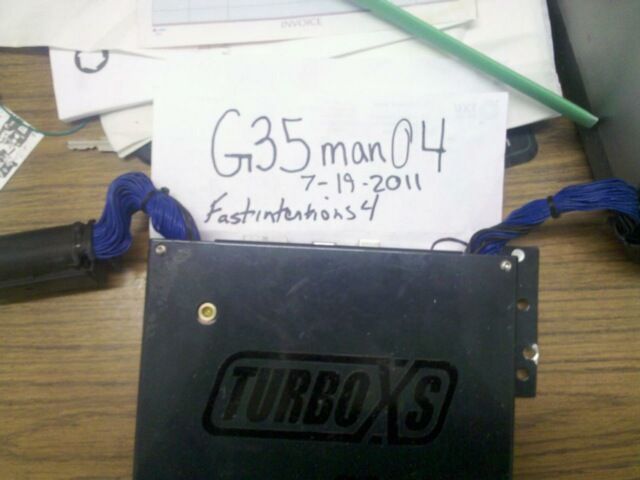 INVOICE
G35man04
7-19-2011
Fastintentions4
TURBOXS